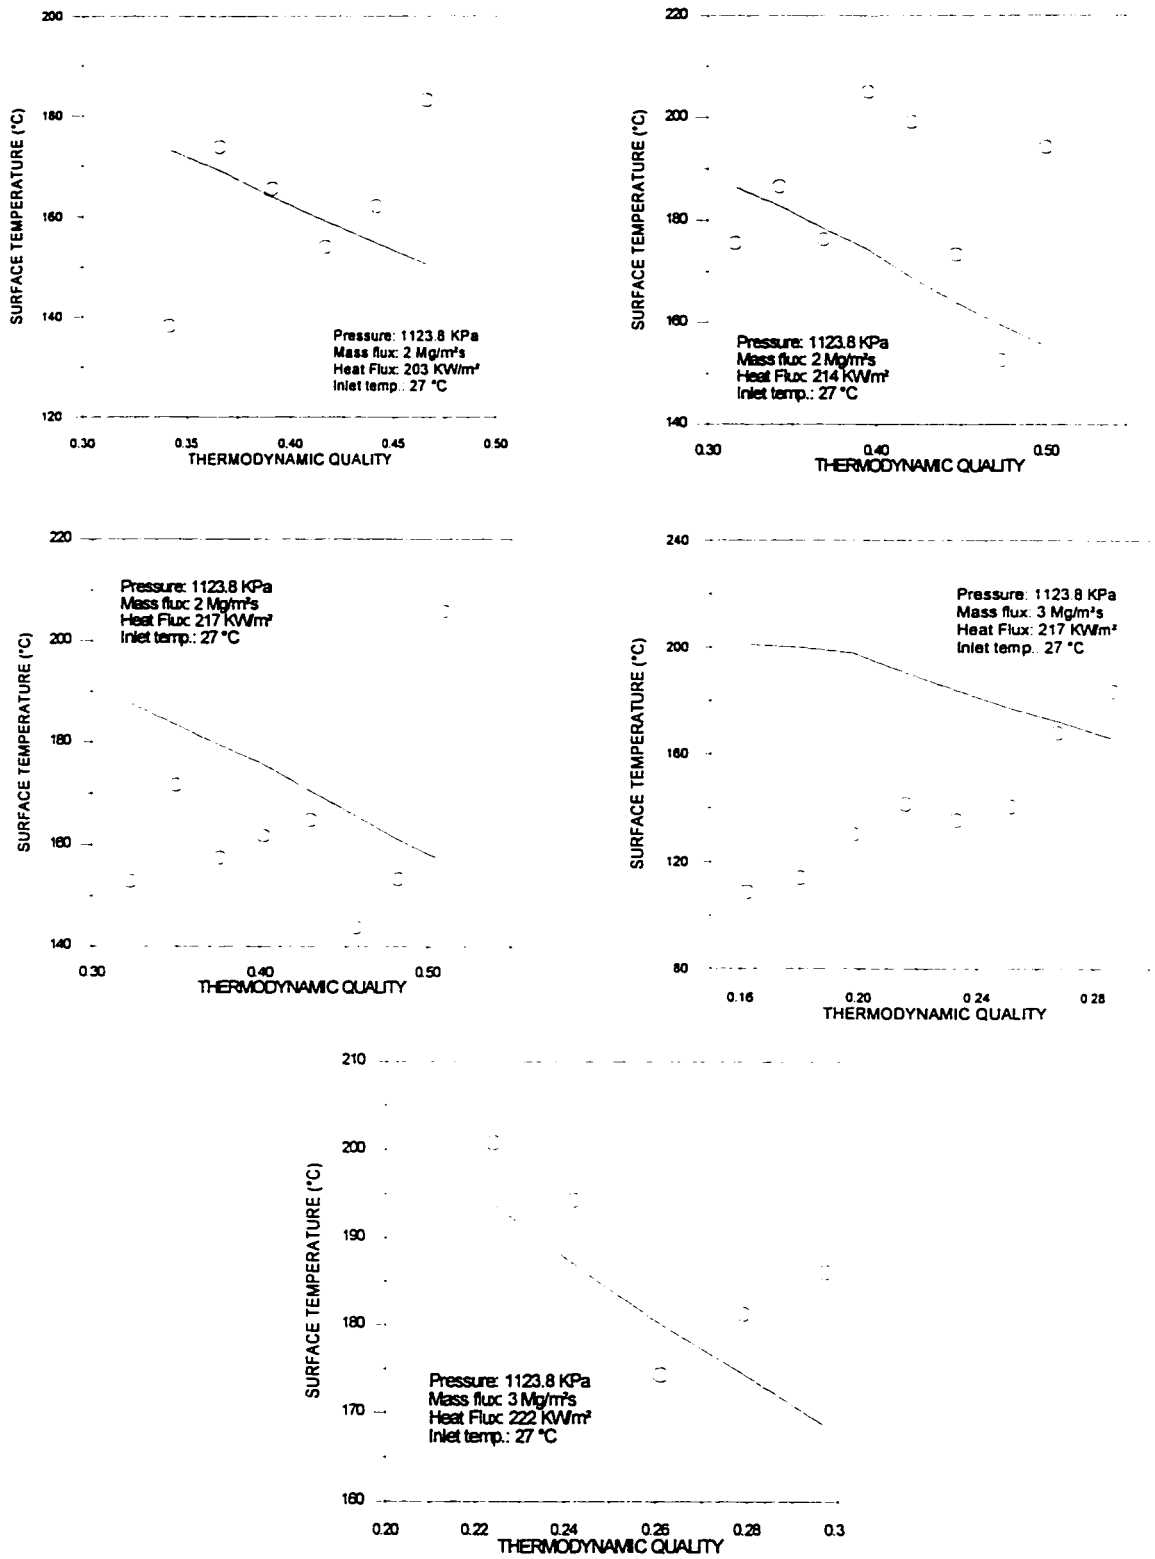 200
180
160
140
120
SURFACE TEMPERATURE (°C)
Pressure: 1123.8 KPa
Mass flux: 2 Mg/m²s
Heat Flux: 203 KW/m²
Inlet temp.: 27 °C
0.30 0.35 0.40 0.45 0.50
THERMODYNAMIC QUALITY
220
200
180
160
140
SURFACE TEMPERATURE (°C)
Pressure: 1123.8 KPa
Mass flux: 2 Mg/m²s
Heat Flux: 214 KW/m²
Inlet temp.: 27 °C
0.30 0.40 0.50
THERMODYNAMIC QUALITY
220
200
180
160
140
SURFACE TEMPERATURE (°C)
Pressure: 1123.8 KPa
Mass flux: 2 Mg/m²s
Heat Flux: 217 KW/m²
Inlet temp.: 27 °C
0.30 0.40 0.50
THERMODYNAMIC QUALITY
240
200
160
120
80
SURFACE TEMPERATURE (°C)
Pressure: 1123.8 KPa
Mass flux: 3 Mg/m²s
Heat Flux: 217 KW/m²
Inlet temp.: 27 °C
0.16 0.20 0.24 0.28
THERMODYNAMIC QUALITY
210
200
190
180
170
160
SURFACE TEMPERATURE (°C)
Pressure: 1123.8 KPa
Mass flux: 3 Mg/m²s
Heat Flux: 222 KW/m²
Inlet temp.: 27 °C
0.20 0.22 0.24 0.26 0.28 0.3
THERMODYNAMIC QUALITY